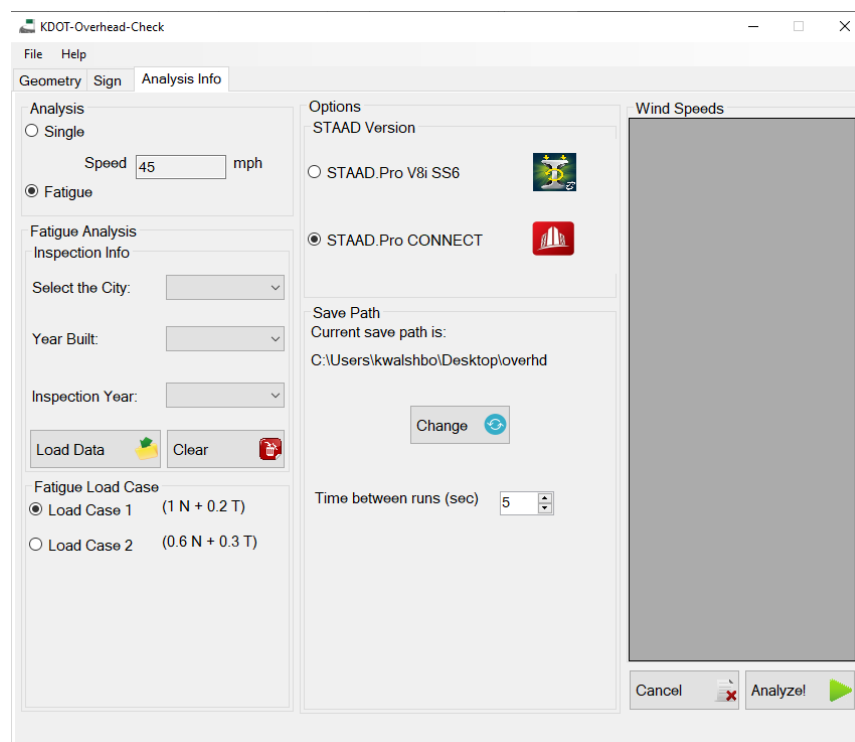 KDOT-Overhead-Check
File Help
Geometry Sign Analysis Info
Analysis
Single
Speed 45 mph
Fatigue
Fatigue Analysis
Inspection Info
Select the City:
Year Built:
Inspection Year:
Load Data Clear
Fatigue Load Case
Load Case 1 (1 N + 0.2 T)
Load Case 2 (0.6 N + 0.3 T)
Options
STAAD Version
STAAD.Pro V8i SS6
STAAD.Pro CONNECT
Save Path
Current save path is:
C:\Users\kwalshbo\Desktop\overhd
Change
Time between runs (sec) 5
Wind Speeds
Cancel Analyze!